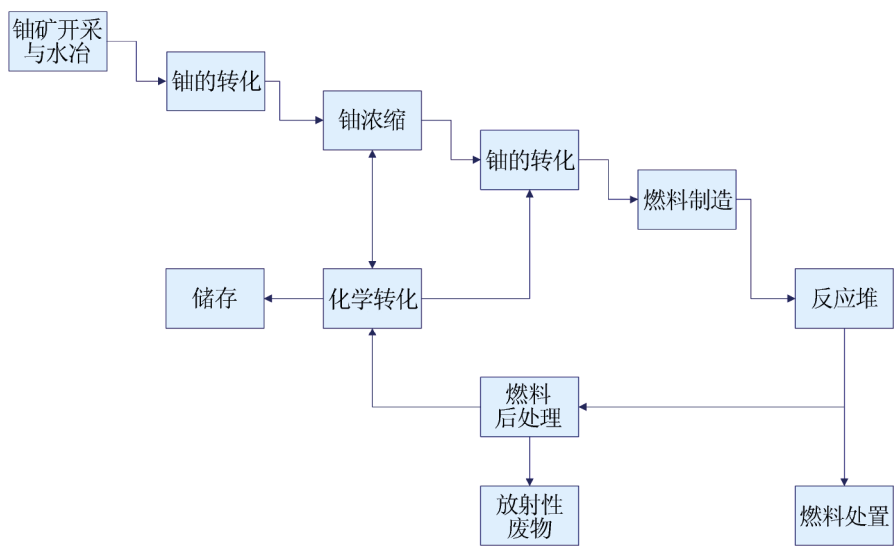 铀矿开采
与水冶
铀的转化
铀浓缩
铀的转化
燃料制造
储存
化学转化
反应堆
燃料
后处理
放射性
废物
燃料处置